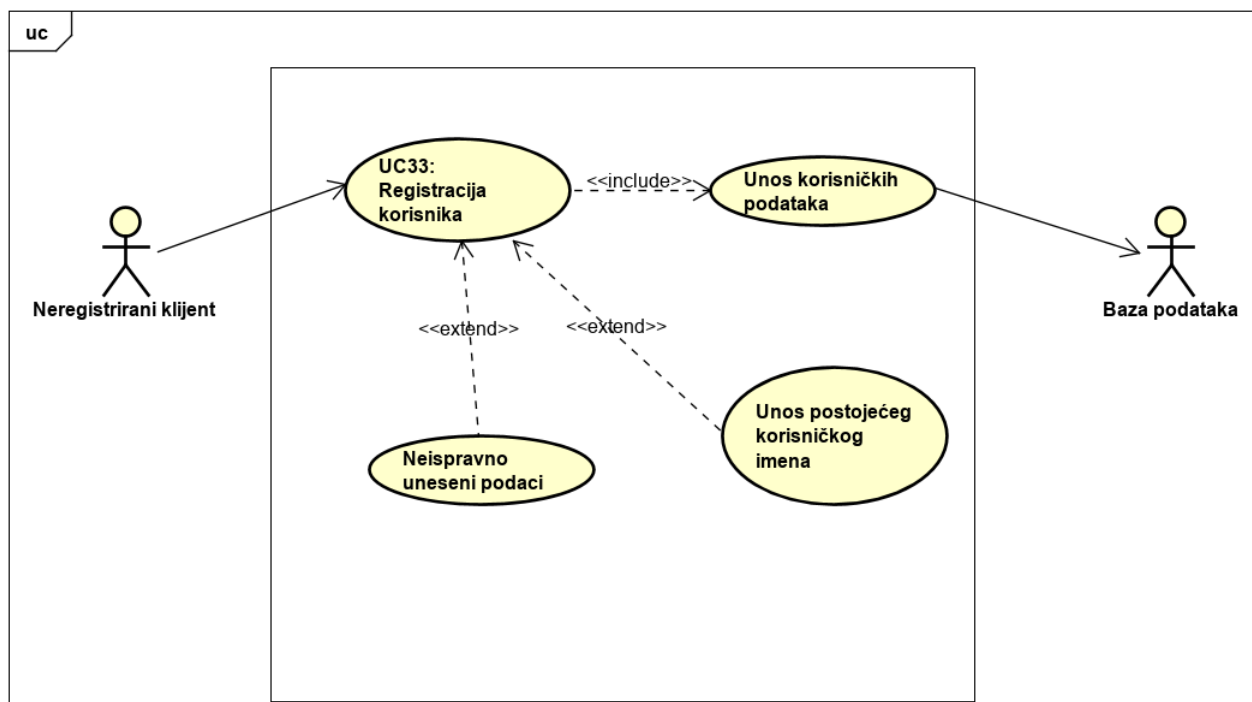 uc
UC33:
Registracija
korisnika
<<include>>
Unos korisničkih
podataka
Neregistrirani klijent
Baza podataka
<<extend>>
<<extend>>
Neispravno
uneseni podaci
Unos postojećeg
korisničkog
imena